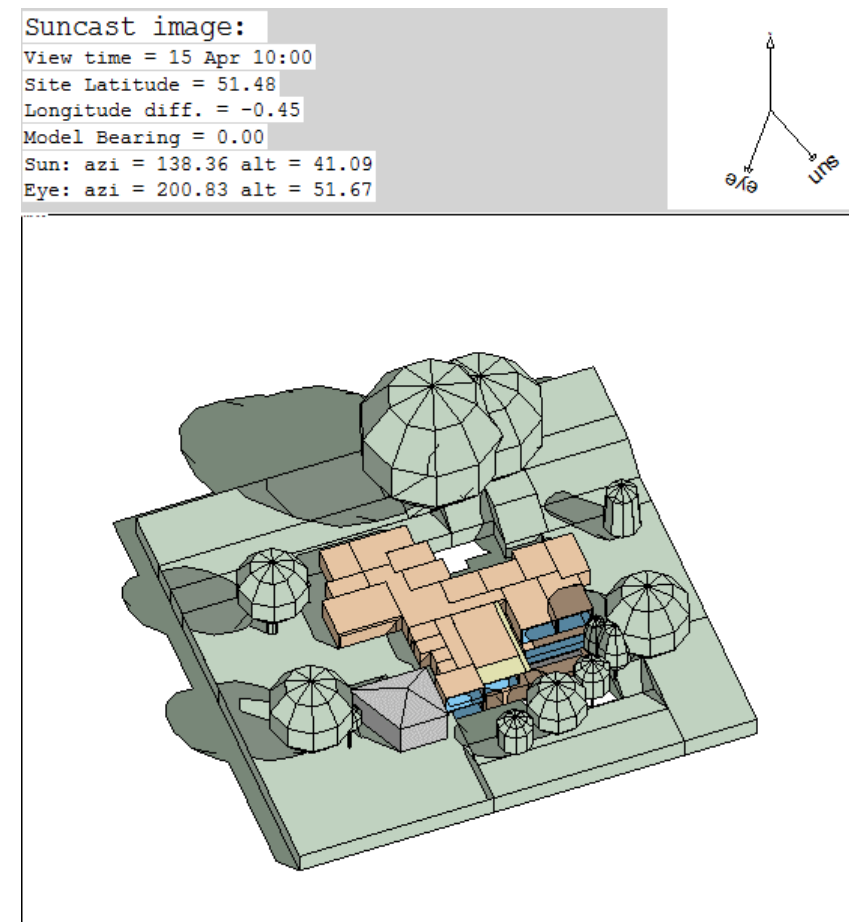 Suncast image:
View time = 15 Apr 10:00
Site Latitude = 51.48
Longitude diff. = -0.45
Model Bearing = 0.00
Sun: azi = 138.36 alt = 41.09
Eye: azi = 200.83 alt = 51.67
eye
sun